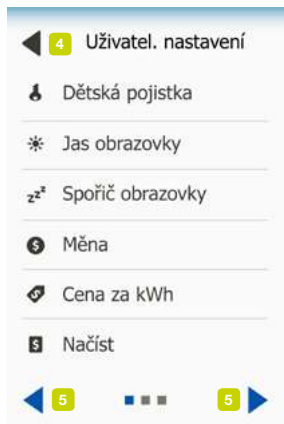 4 Uživatel. nastavení
Dětská pojistka
Jas obrazovky
zzz Spořič obrazovky
$ Měna
$ Cena za kWh
$ Načíst
5 5